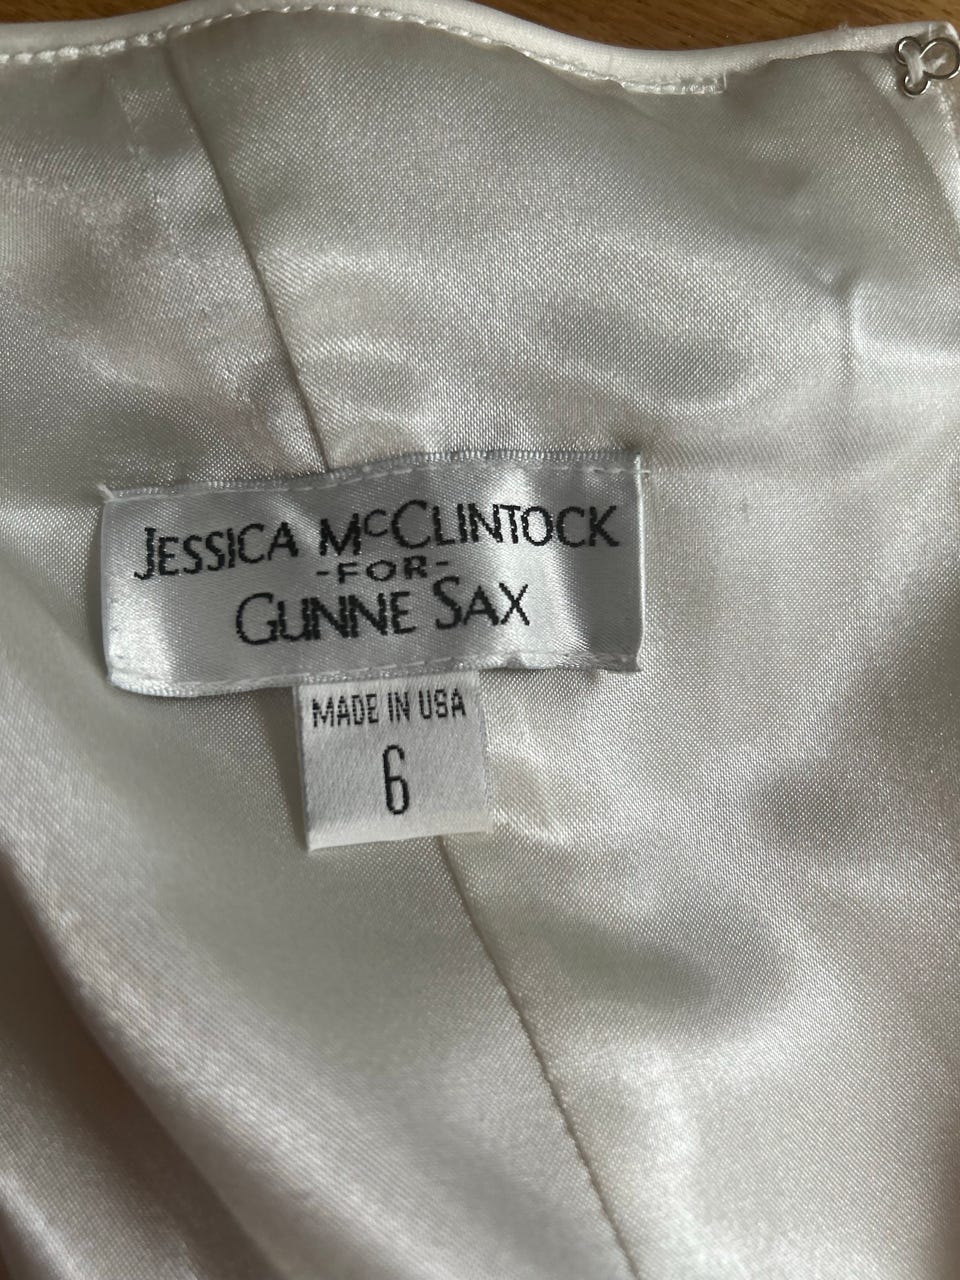 JESSICA McCLINTOCK
-FOR-
GUNNE SAX
MADE IN USA
6